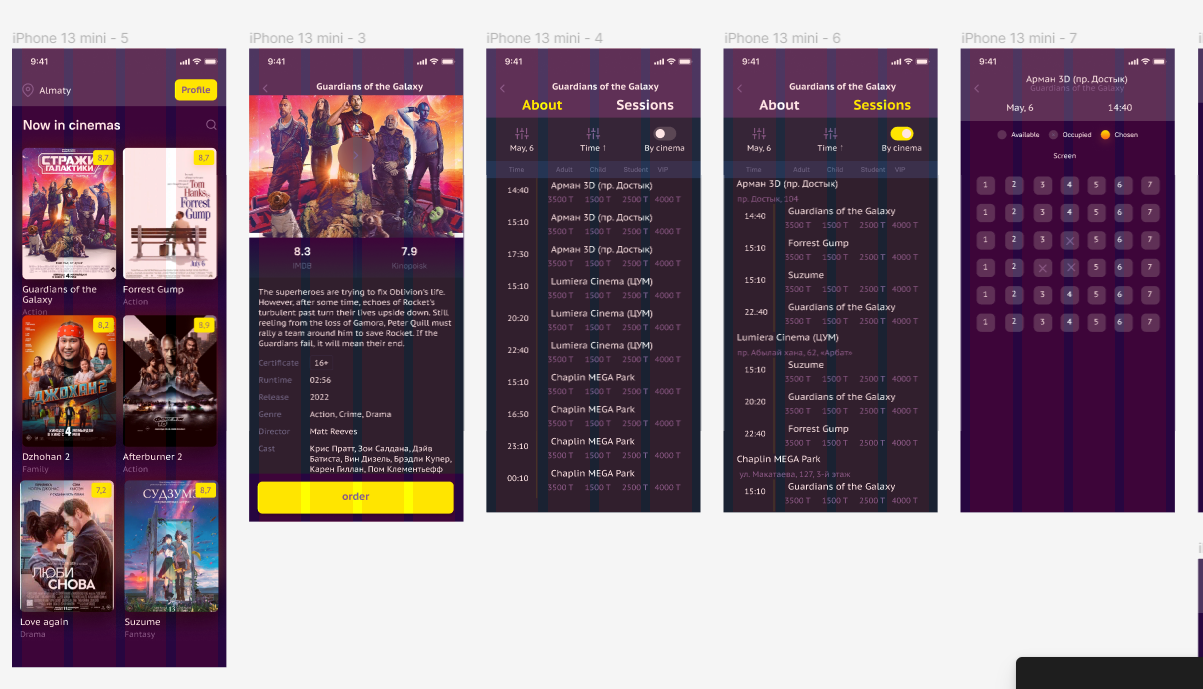 iPhone 13 mini - 5
9:41
Almaty
Profile
Now in cinemas
СТРАЖИ
ГАЛАКТИКИ
8,7
Tom
Hanks is
Forrest
Gump
8,7
Guardians of the
Galaxy
Action
Forrest Gump
Action
8,2
ДЖОХАН 2
8,9
Dzhohan 2
Family
Afterburner 2
Action
7,2
ЛЮБИ
СНОВА
СУДЗУМЭ
8,7
Love again
Drama
Suzume
Fantasy
iPhone 13 mini - 3
9:41
Guardians of the Galaxy
8.3
IMDB
7.9
Kinopoisk
The superheroes are trying to fix Oblivion's life.
However, after some time, echoes of Rocket's
turbulent past turn their lives upside down. Still
reeling from the loss of Gamora, Peter Quill must
rally a team around him to save Rocket. If the
Guardians fail, it will mean their end.
Certificate 16+
Runtime 02:56
Release 2022
Genre Action, Crime, Drama
Director Matt Reeves
Cast Крис Пратт, Зои Салдана, Дэйв
Батиста, Вин Дизель, Брэдли Купер,
Карен Гиллан, Пом Клементьефф
order
iPhone 13 mini - 4
9:41
Guardians of the Galaxy
About Sessions
May, 6 Time ↑ By cinema
Time Adult Child Student VIP
14:40 Арман 3D (пр. Достык)
3500 T 1500 T 2500 T 4000 T
15:10 Арман 3D (пр. Достык)
3500 T 1500 T 2500 T 4000 T
17:30 Арман 3D (пр. Достык)
3500 T 1500 T 2500 T 4000 T
15:10 Lumiera Cinema (ЦУМ)
3500 T 1500 T 2500 T 4000 T
20:20 Lumiera Cinema (ЦУМ)
3500 T 1500 T 2500 T 4000 T
22:40 Lumiera Cinema (ЦУМ)
3500 T 1500 T 2500 T 4000 T
15:10 Chaplin MEGA Park
3500 T 1500 T 2500 T 4000 T
16:50 Chaplin MEGA Park
3500 T 1500 T 2500 T 4000 T
23:10 Chaplin MEGA Park
3500 T 1500 T 2500 T 4000 T
00:10 Chaplin MEGA Park
3500 T 1500 T 2500 T 4000 T
iPhone 13 mini - 6
9:41
Guardians of the Galaxy
About Sessions
May, 6 Time ↑ By cinema
Time Adult Child Student VIP
Арман 3D (пр. Достык)
пр. Достык, 104
14:40 Guardians of the Galaxy
3500 T 1500 T 2500 T 4000 T
15:10 Forrest Gump
3500 T 1500 T 2500 T 4000 T
15:10 Suzume
3500 T 1500 T 2500 T 4000 T
22:40 Guardians of the Galaxy
3500 T 1500 T 2500 T 4000 T
Lumiera Cinema (ЦУМ)
пр. Абылай хана, 62, «Арбат»
15:10 Suzume
3500 T 1500 T 2500 T 4000 T
20:20 Guardians of the Galaxy
3500 T 1500 T 2500 T 4000 T
22:40 Forrest Gump
3500 T 1500 T 2500 T 4000 T
Chaplin MEGA Park
ул. Макатаева, 127, 3-й этаж
15:10 Guardians of the Galaxy
3500 T 1500 T 2500 T 4000 T
iPhone 13 mini - 7
9:41
Арман 3D (пр. Достык)
Guardians of the Galaxy
May, 6 14:40
Available Occupied Chosen
Screen
1 2 3 4 5 6 7
1 2 3 4 5 6 7
1 2 3 5 6 7
1 2 5 6 7
1 2 3 4 5 6 7
1 2 3 4 5 6 7